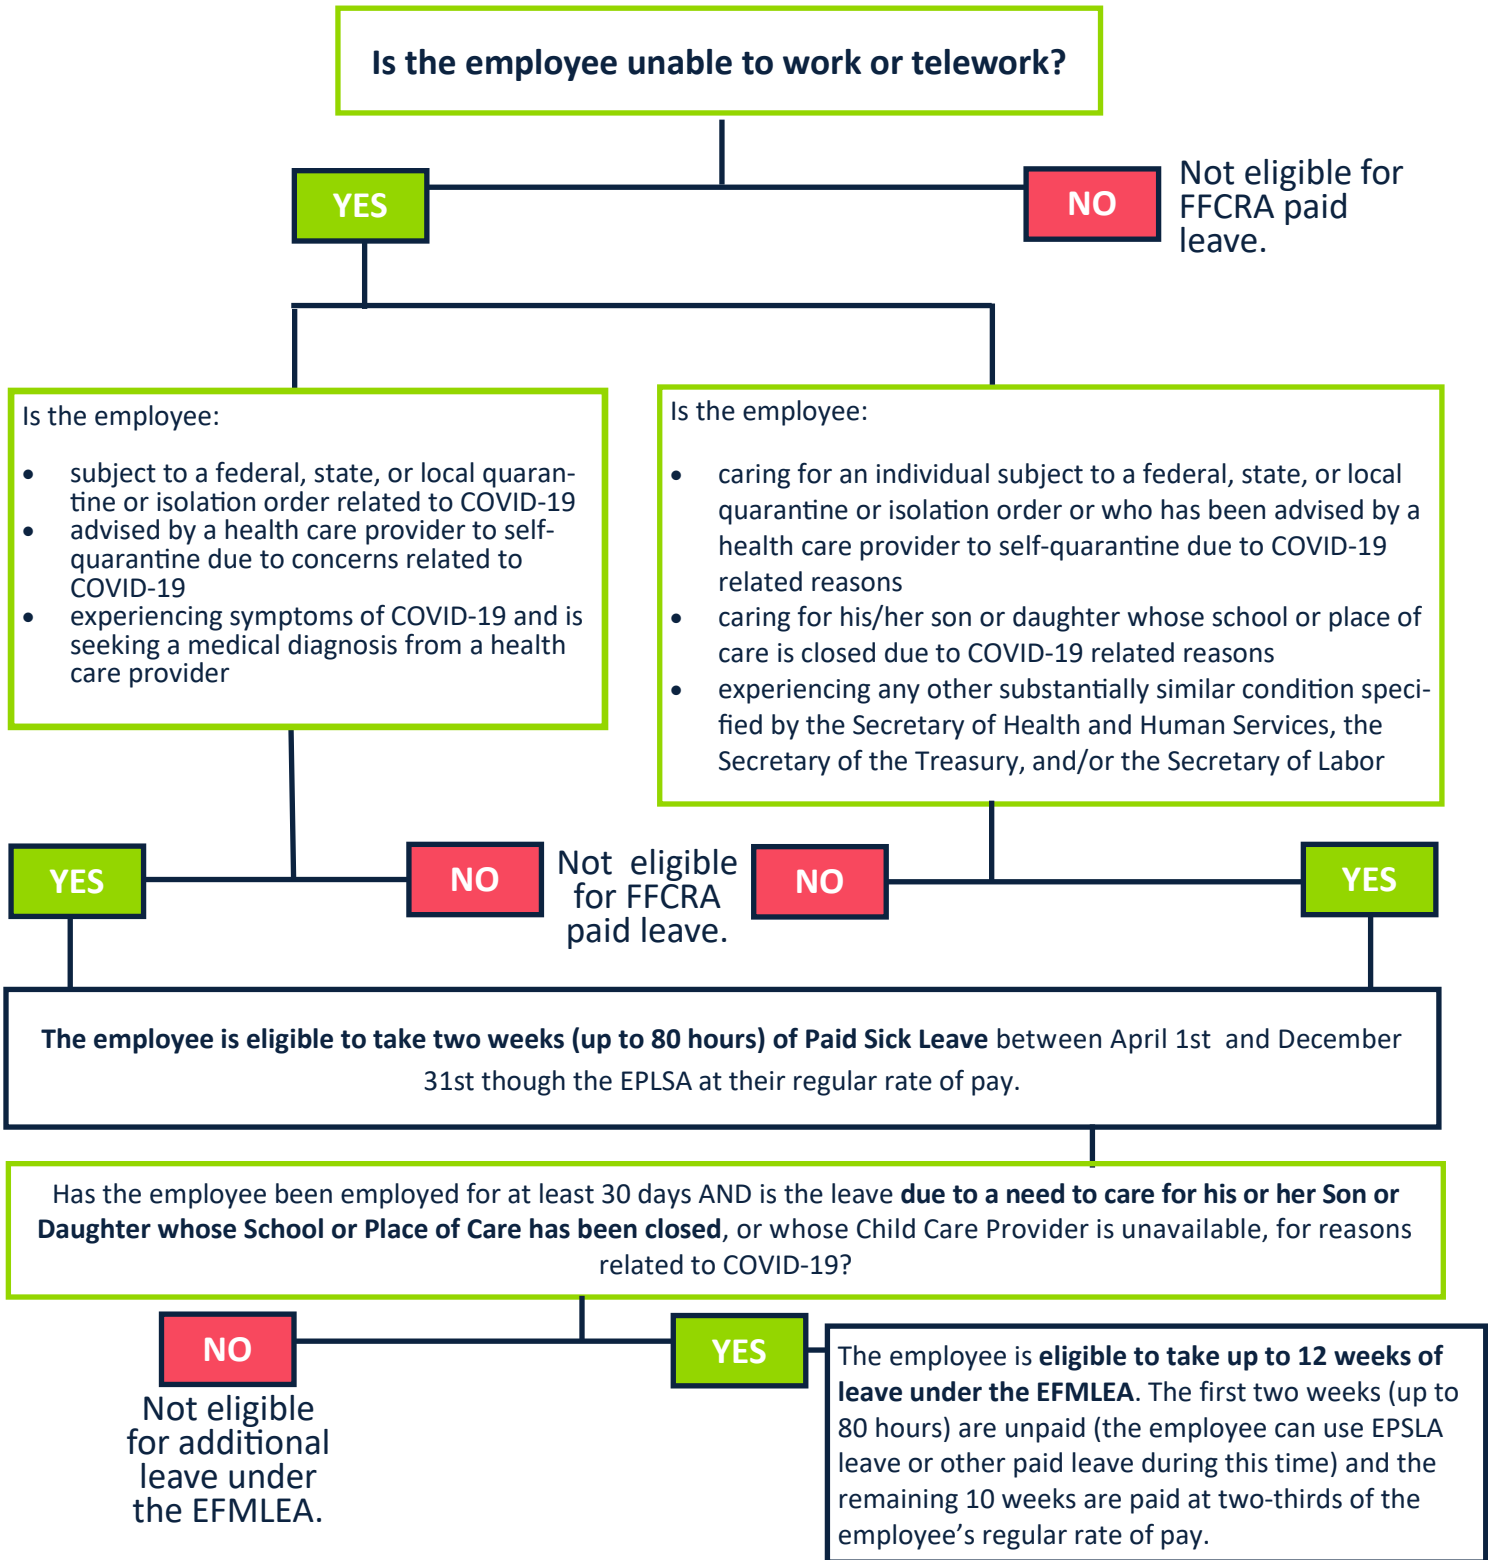 Is the employee unable to work or telework?
YES
NO
Not eligible for
FFCRA paid
leave.
Is the employee:
• subject to a federal, state, or local quaran-
tine or isolation order related to COVID-19
• advised by a health care provider to self-
quarantine due to concerns related to
COVID-19
• experiencing symptoms of COVID-19 and is
seeking a medical diagnosis from a health
care provider
Is the employee:
• caring for an individual subject to a federal, state, or local
quarantine or isolation order or who has been advised by a
health care provider to self-quarantine due to COVID-19
related reasons
• caring for his/her son or daughter whose school or place of
care is closed due to COVID-19 related reasons
• experiencing any other substantially similar condition speci-
fied by the Secretary of Health and Human Services, the
Secretary of the Treasury, and/or the Secretary of Labor
YES
NO
Not eligible
for FFCRA
paid leave.
NO
YES
The employee is eligible to take two weeks (up to 80 hours) of Paid Sick Leave between April 1st and December
31st though the EPLSA at their regular rate of pay.
Has the employee been employed for at least 30 days AND is the leave due to a need to care for his or her Son or
Daughter whose School or Place of Care has been closed, or whose Child Care Provider is unavailable, for reasons
related to COVID-19?
NO
Not eligible
for additional
leave under
the EFMLEA.
YES
The employee is eligible to take up to 12 weeks of
leave under the EFMLEA. The first two weeks (up to
80 hours) are unpaid (the employee can use EPSLA
leave or other paid leave during this time) and the
remaining 10 weeks are paid at two-thirds of the
employee's regular rate of pay.